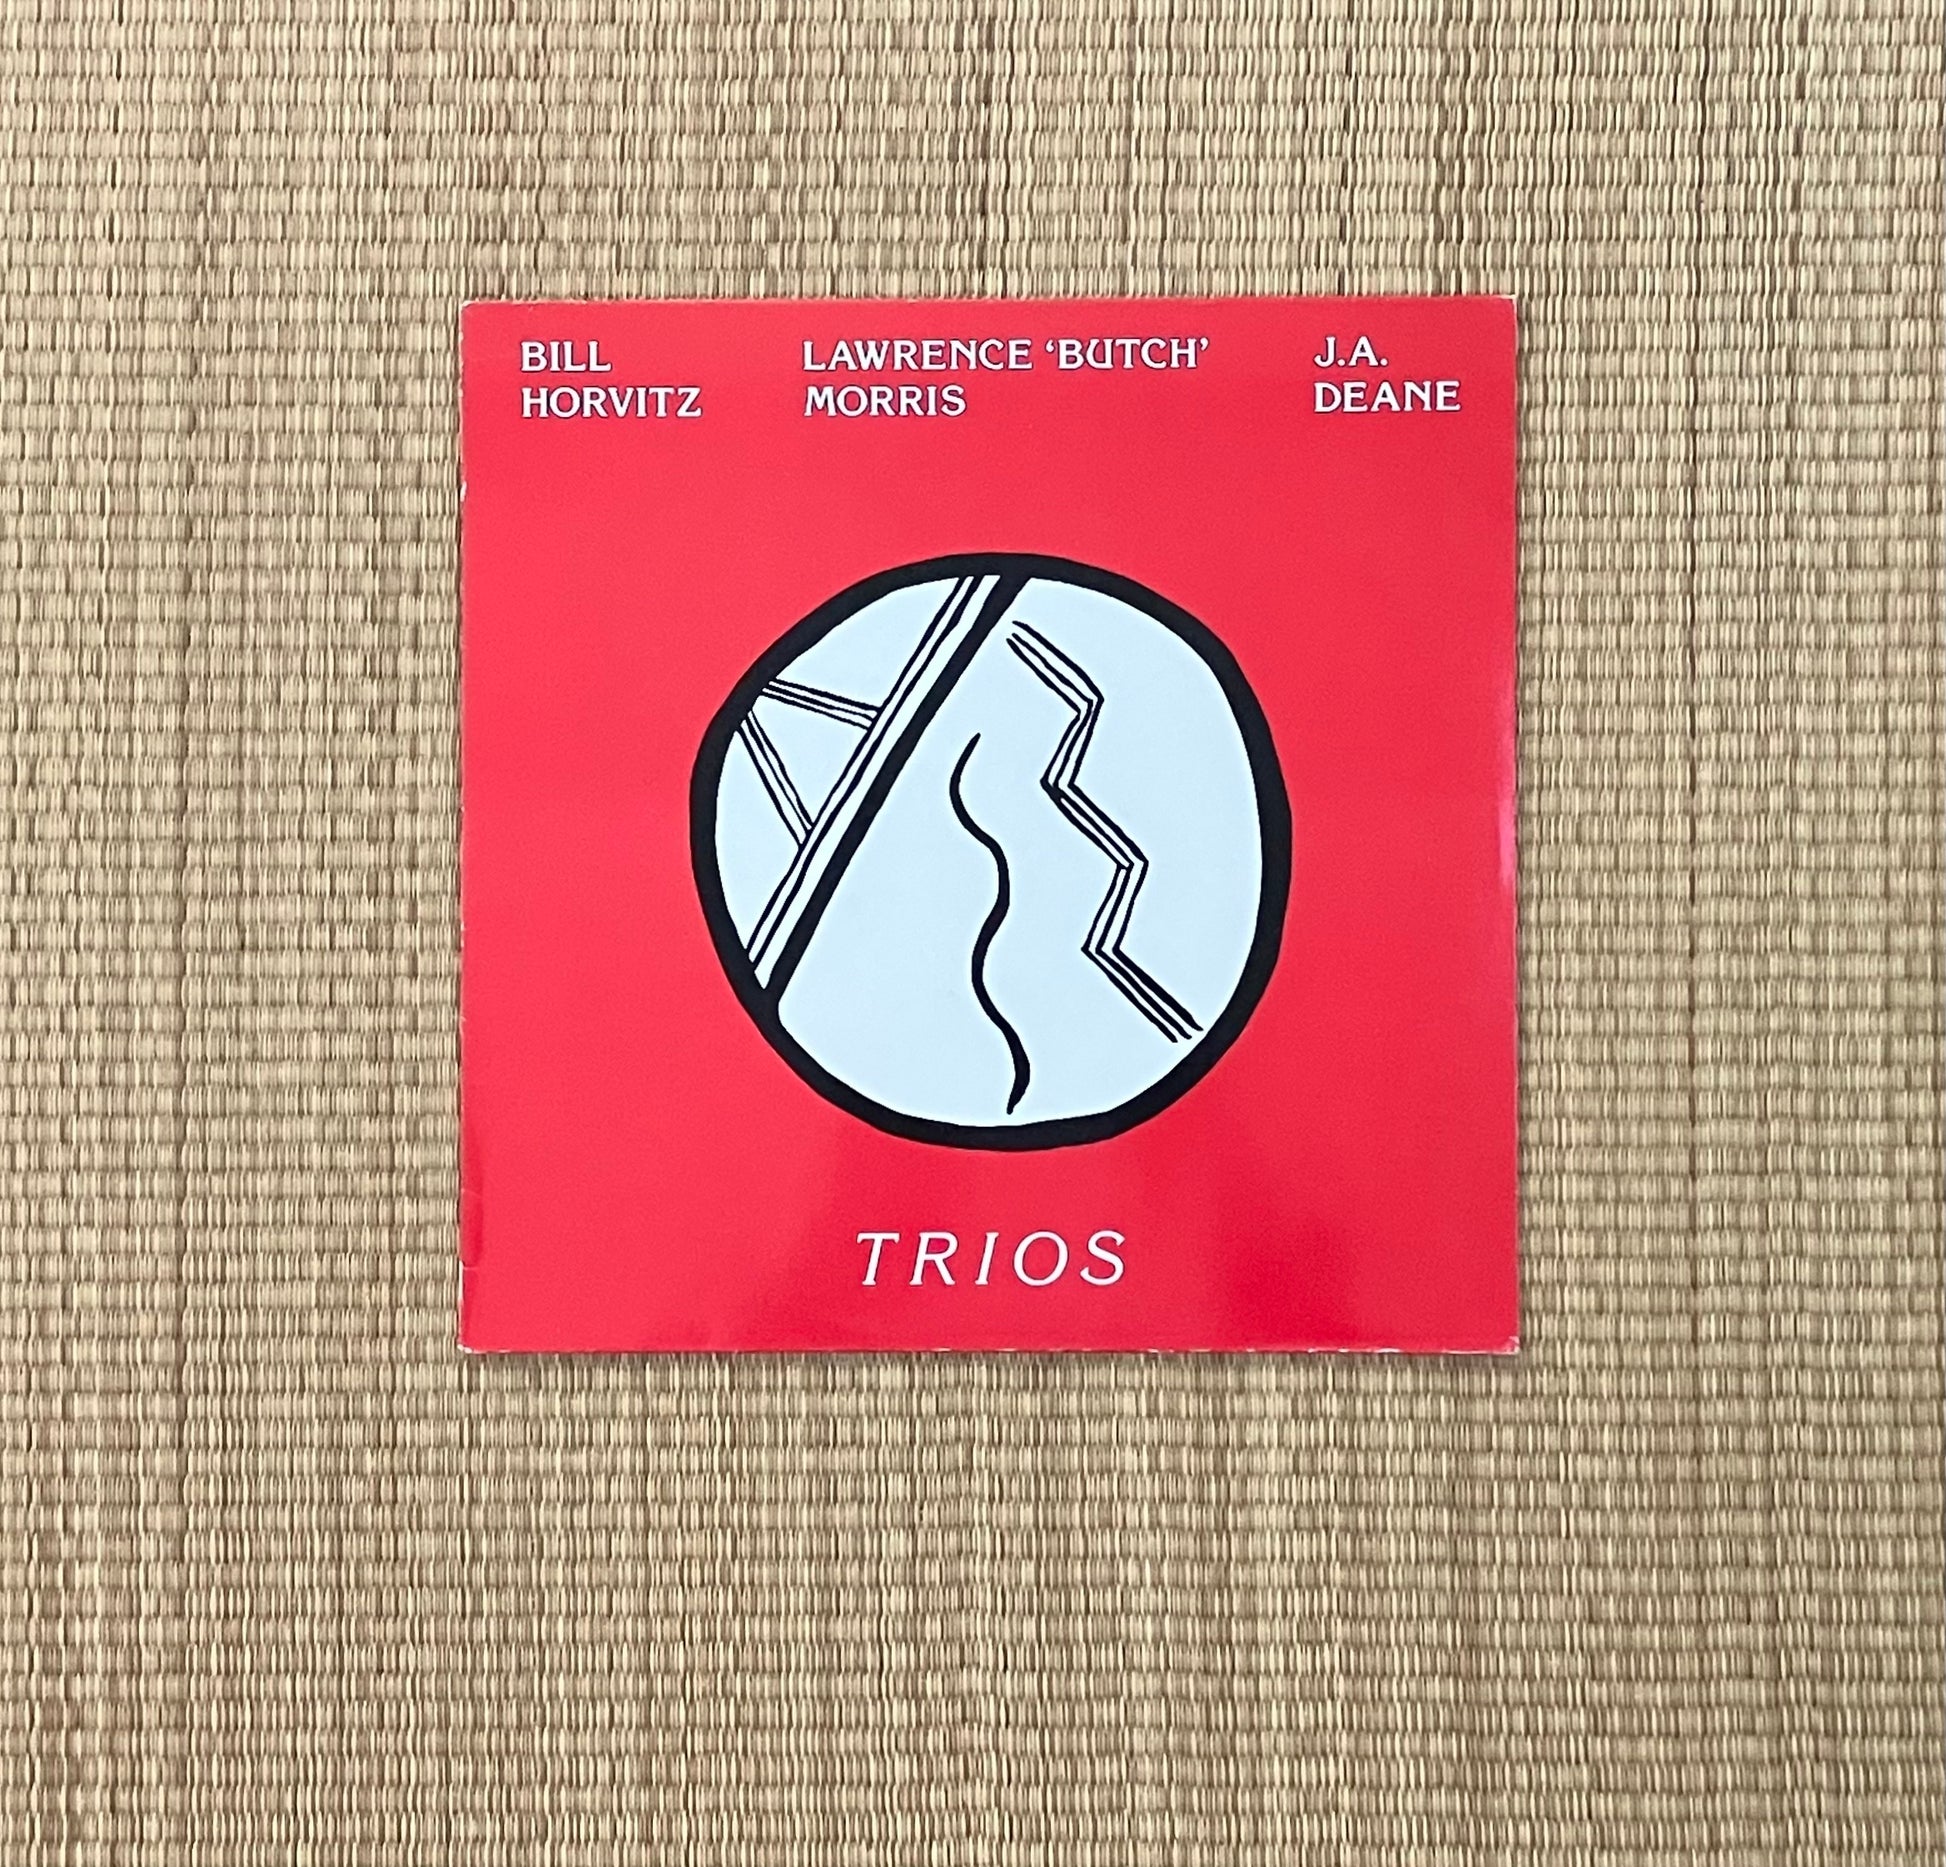 BILL
HORVITZ
LAWRENCE ‘BUTCH’
MORRIS
J.A.
DEANE
TRIOS